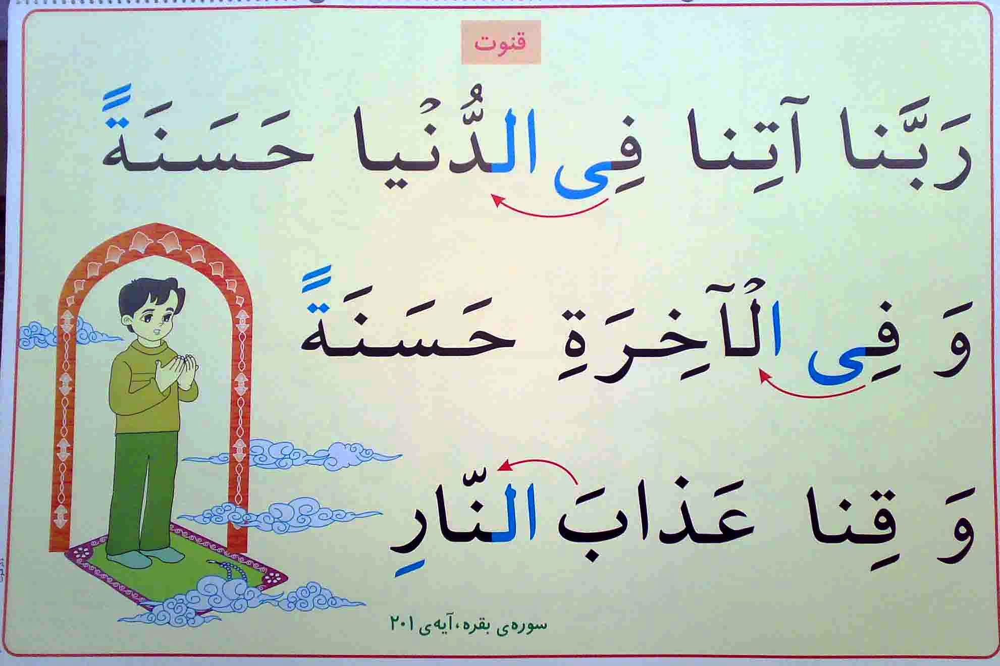 قنوت
رَبَّنا آتِنا فِی الدُّنْیا حَسَنَةً
وَ فِی الْآخِرَةِ حَسَنَةً
وَ قِنا عَذابَ النّارِ
سوره‌ی بقره، آیه‌ی ۲۰۱